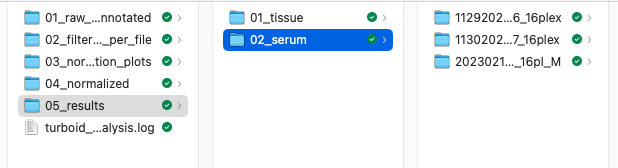 01_raw_...nnotated
02_filter..._per_file
03_nor...tion_plots
04_normalized
05_results
turboid_...alysis.log
01_tissue
02_serum
1129202...6_16plex
1130202...7_16plex
2023021..._16pl_M